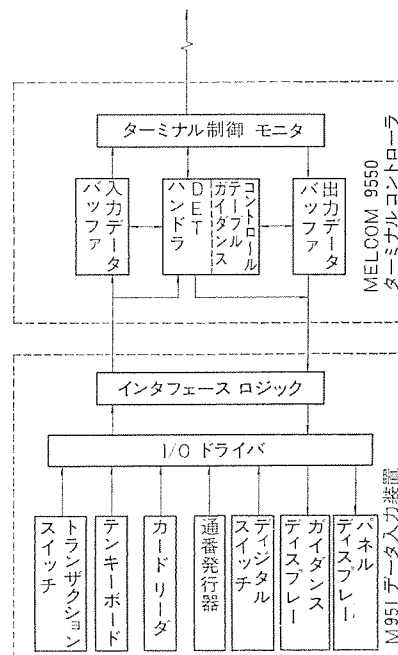 ターミナル制御 モニタ
入力データ
バッファ
DET
ハンドラ
コントロール
テーブル
ガイダンス
出力データ
バッファ
MELCOM 9550
ターミナルコントローラ
インタフェース ロジック
I/O ドライバ
トランザクション
スイッチ
テンキーボード
カード リーダ
通番発行器
ディジタル
スイッチ
ガイダンス
ディスプレー
パネル
ディスプレー
M951 データ入力装置